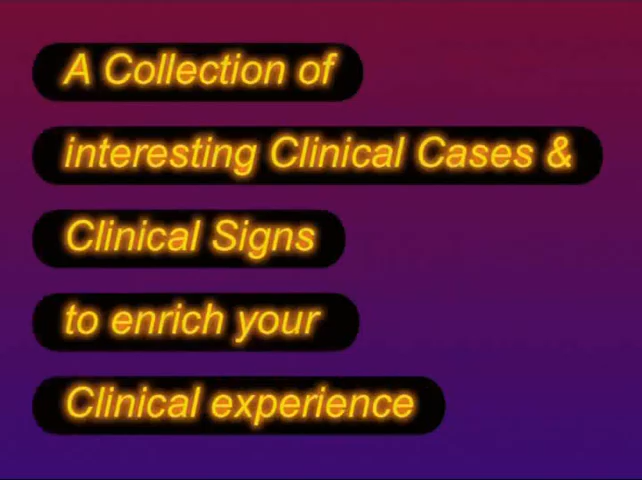 A Collection of
interesting Clinical Cases &
Clinical Signs
to enrich your
Clinical experience